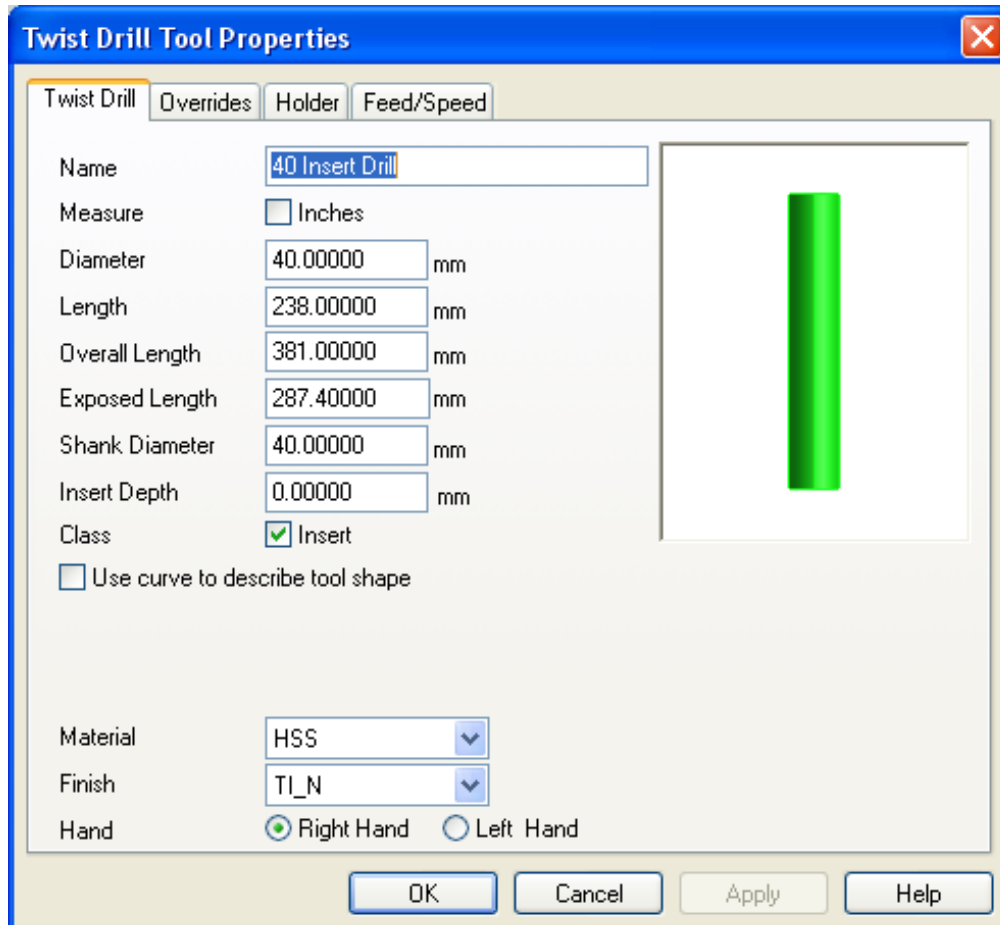 Twist Drill Tool Properties
Twist Drill Overrides Holder Feed/Speed
Name 40 Insert Drill
Measure Inches
Diameter 40.00000 mm
Length 238.00000 mm
Overall Length 381.00000 mm
Exposed Length 287.40000 mm
Shank Diameter 40.00000 mm
Insert Depth 0.00000 mm
Class Insert
Use curve to describe tool shape
Material HSS
Finish TI_N
Hand Right Hand Left Hand
OK Cancel Apply Help